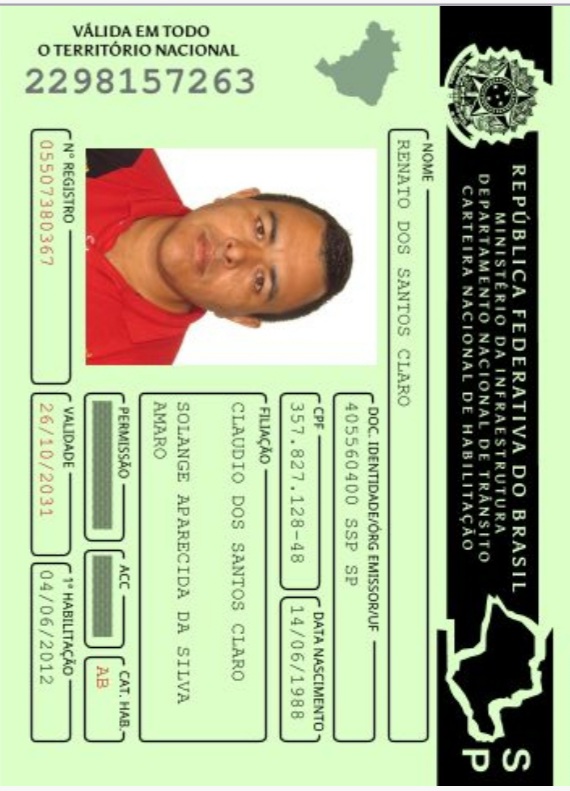 REPÚBLICA FEDERATIVA DO BRASIL
MINISTÉRIO DA INFRAESTRUTURA
DEPARTAMENTO NACIONAL DE TRÂNSITO
CARTEIRA NACIONAL DE HABILITAÇÃO
SP
NOME
RENATO DOS SANTOS CLARO
DOC. IDENTIDADE/ÓRG EMISSOR/UF
405560400 SSP SP
CPF
357.827.128-48
DATA NASCIMENTO
14/06/1988
FILIAÇÃO
CLAUDIO DOS SANTOS CLARO
SOLANGE APARECIDA DA SILVA
AMARO
PERMISSÃO
ACC
CAT. HAB.
AB
Nº REGISTRO
05507380367
VALIDADE
26/10/2031
1ª HABILITAÇÃO
04/06/2012
VÁLIDA EM TODO
O TERRITÓRIO NACIONAL
2298157263